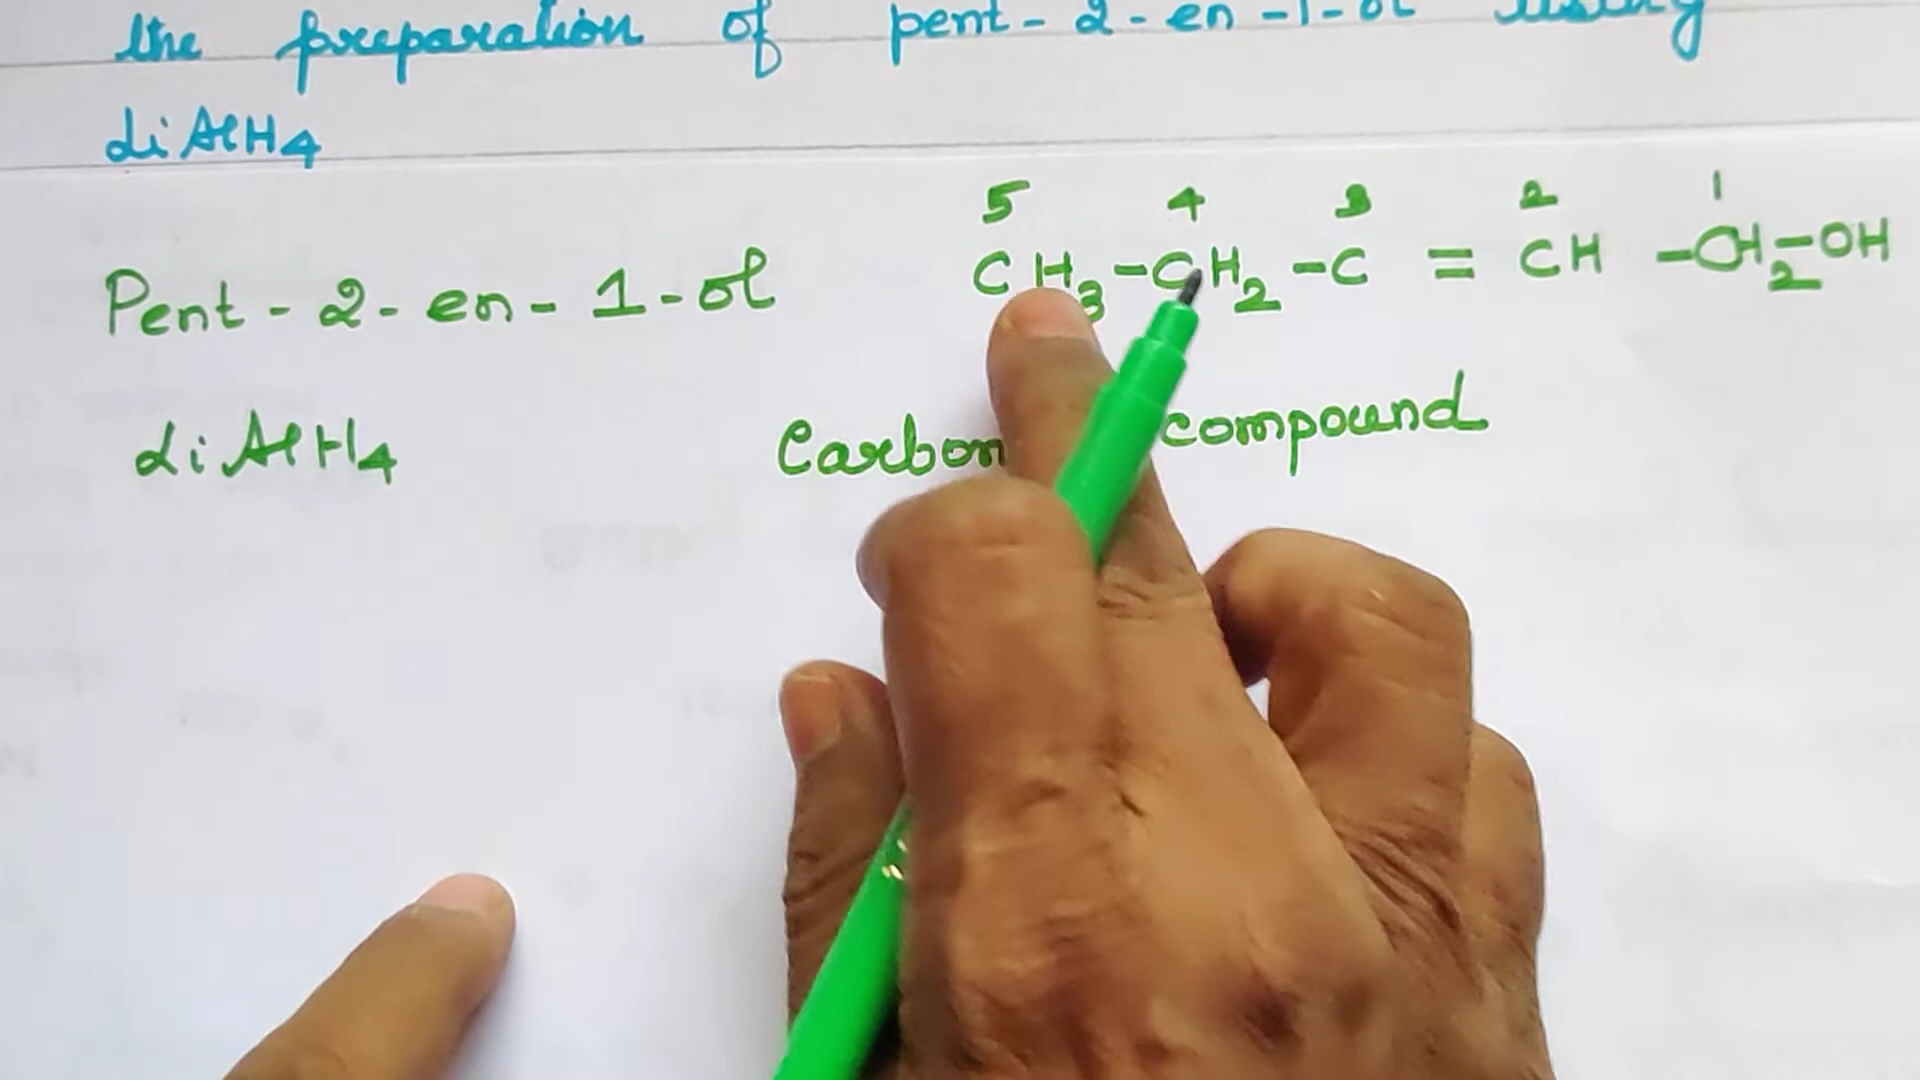 the preparation of pent-2-en-1-ol using
LiAlH4
5 4 3 2 1
Pent-2-en-1-ol CH3-CH2-C = CH -CH2-OH
LiAlH4 compound